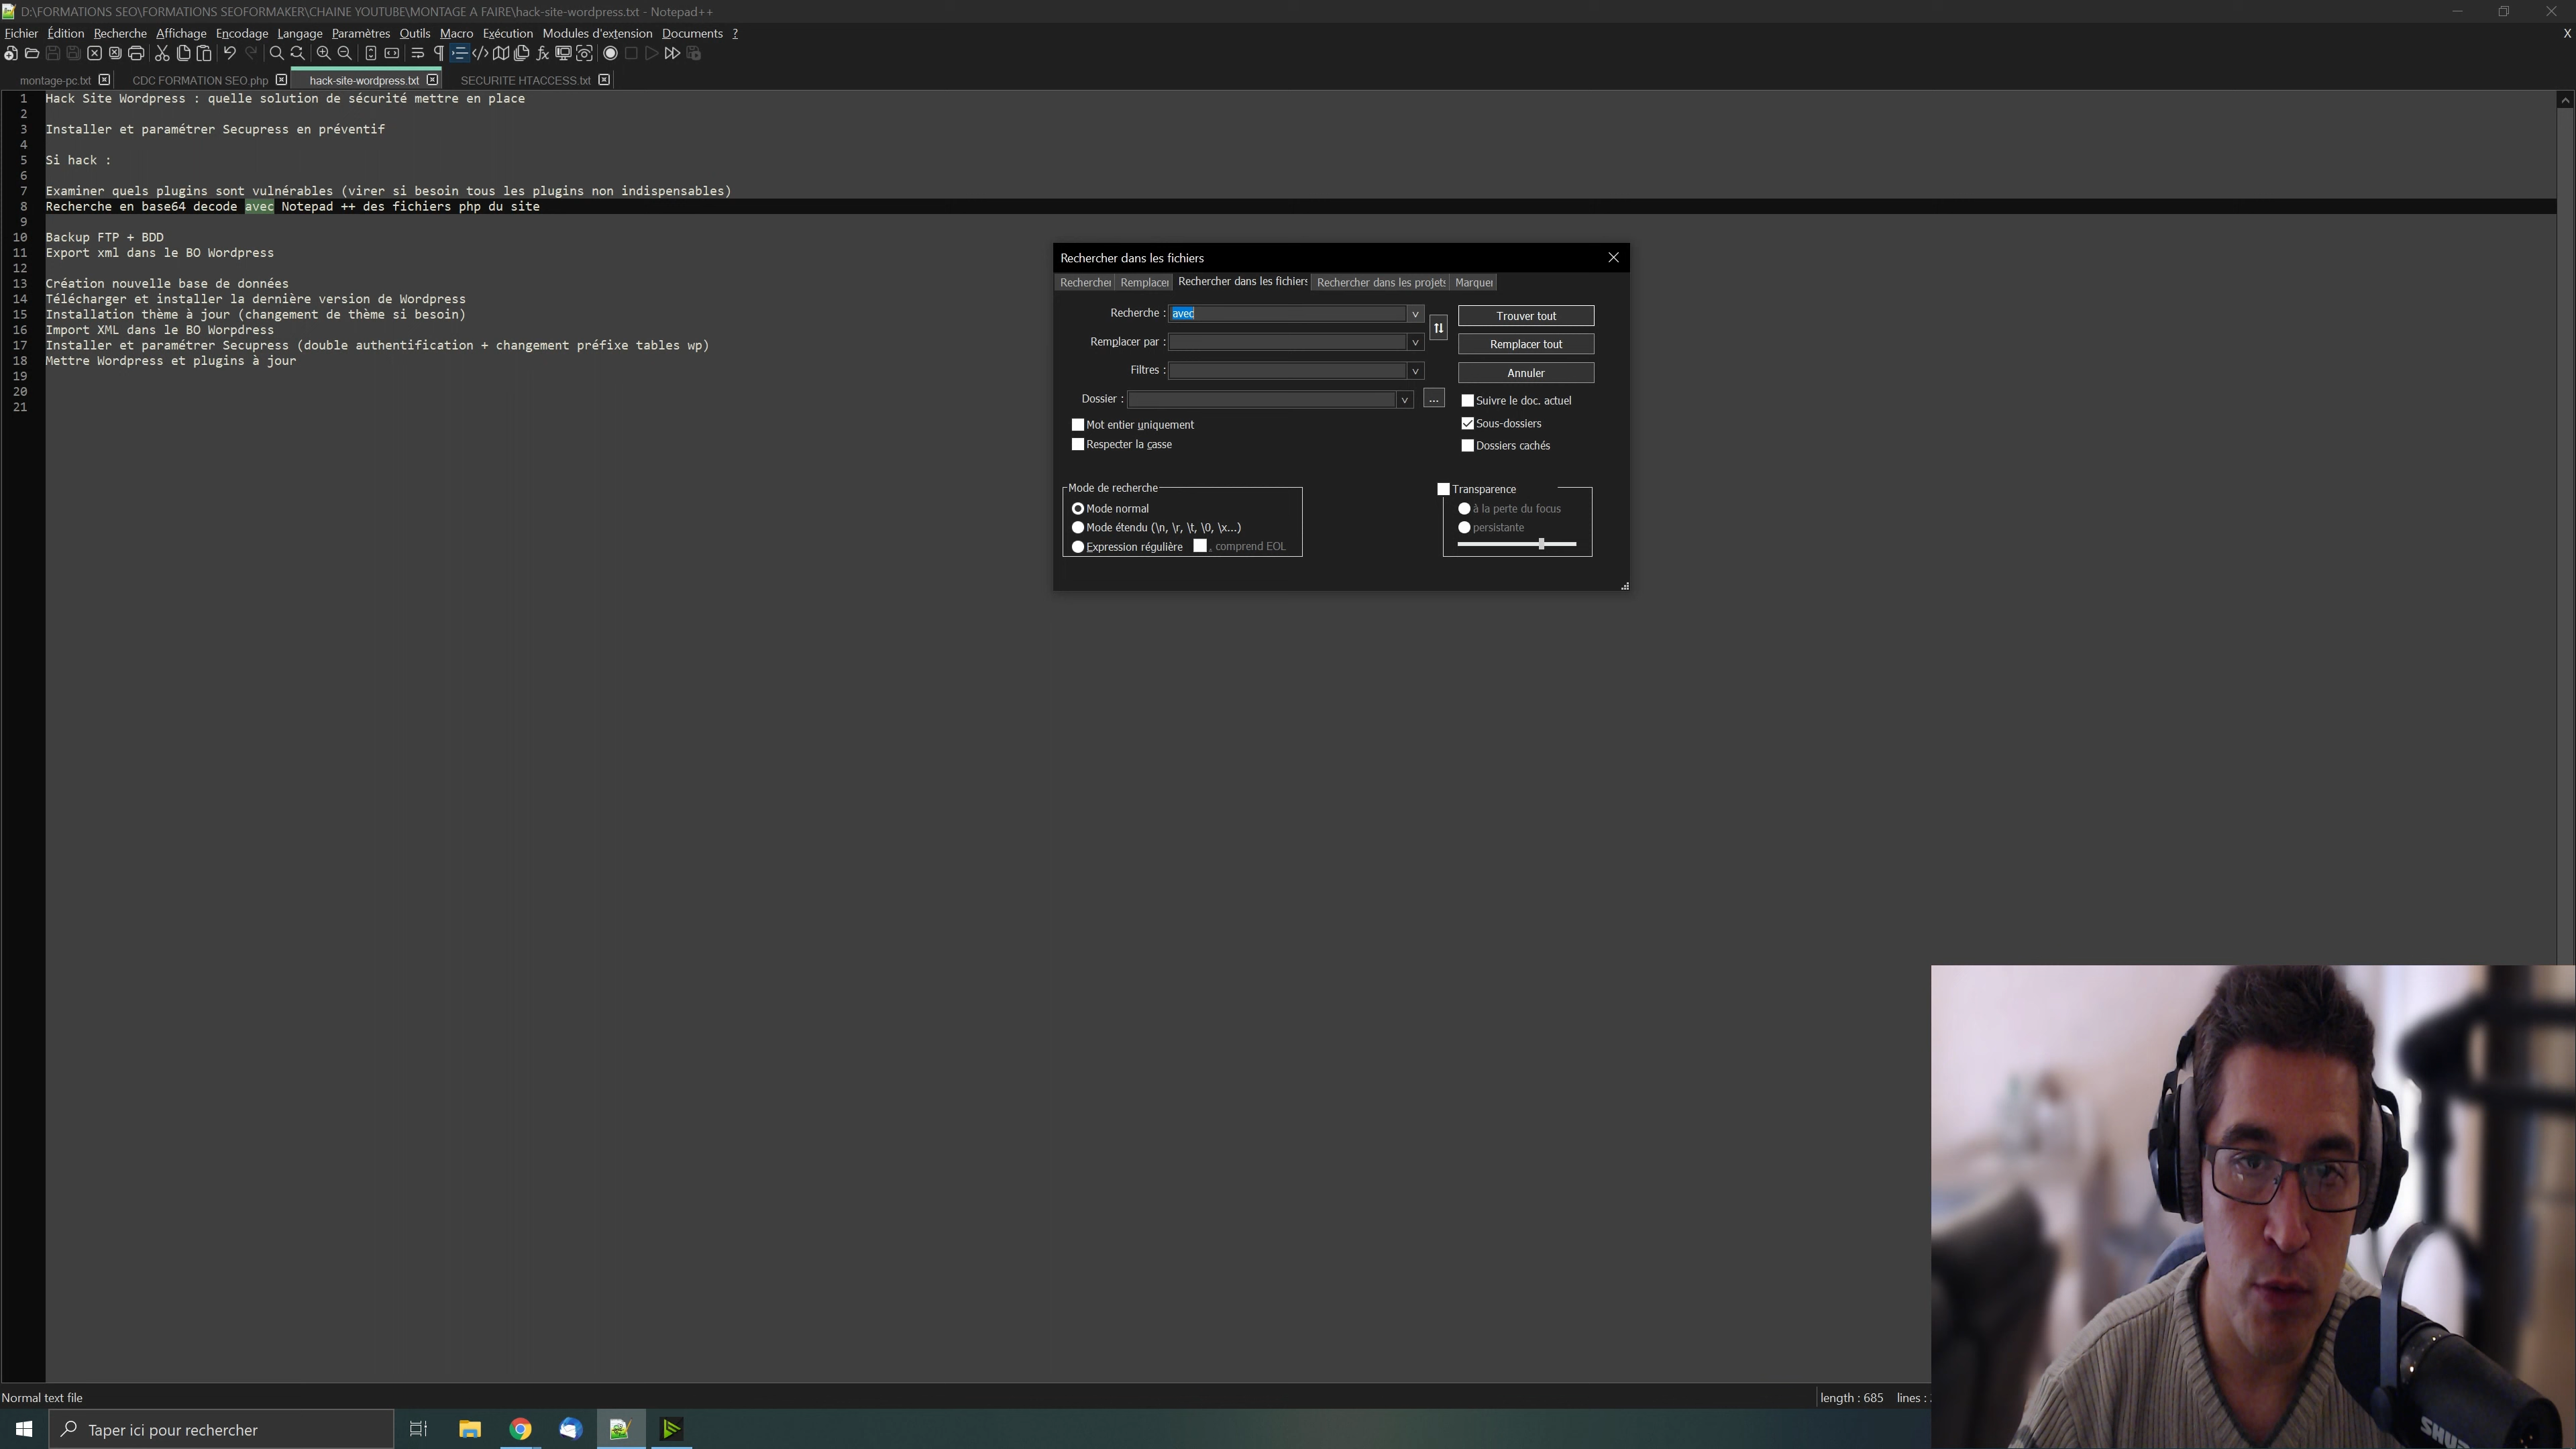 D:\FORMATIONS SEO\FORMATIONS SEOFORMAKER\CHAINE YOUTUBE\MONTAGE A FAIRE\hack-site-wordpress.txt - Notepad++
Fichier Édition Recherche Affichage Encodage Langage Paramètres Outils Macro Exécution Modules d'extension Documents ? X
montage-pc.txt CDC FORMATION SEO.php hack-site-wordpress.txt SECURITE HTACCESS.txt
1 Hack Site Wordpress : quelle solution de sécurité mettre en place
2
3 Installer et paramétrer Secupress en préventif
4
5 Si hack :
6
7 Examiner quels plugins sont vulnérables (virer si besoin tous les plugins non indispensables)
8 Recherche en base64 decode avec Notepad ++ des fichiers php du site
9
10 Backup FTP + BDD
11 Export xml dans le BO Wordpress
12
13 Création nouvelle base de données
14 Télécharger et installer la dernière version de Wordpress
15 Installation thème à jour (changement de thème si besoin)
16 Import XML dans le BO Worpdress
17 Installer et paramétrer Secupress (double authentification + changement préfixe tables wp)
18 Mettre Wordpress et plugins à jour
19
20
21
Rechercher dans les fichiers
Rechercher Remplacer Rechercher dans les fichiers Rechercher dans les projets Marquer
Recherche : avec Trouver tout
Remplacer par : Remplacer tout
Filtres : Annuler
Dossier : ... Suivre le doc. actuel
Mot entier uniquement Sous-dossiers
Respecter la casse Dossiers cachés
Mode de recherche Transparence
Mode normal à la perte du focus
Mode étendu (\n, \r, \t, \0, \x...) persistante
Expression régulière . comprend EOL
Normal text file length : 685 lines :
Taper ici pour rechercher
SHURE